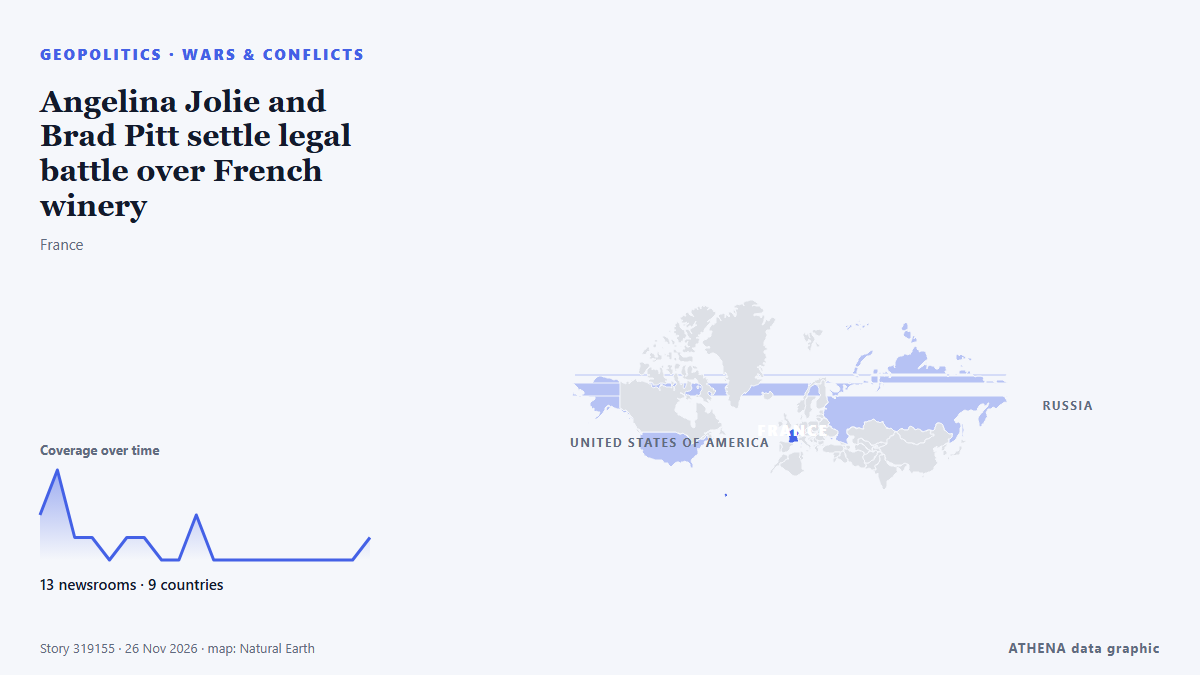 GEOPOLITICS · WARS & CONFLICTS
Angelina Jolie and
Brad Pitt settle legal
battle over French
winery
France
RUSSIA
FRANCE
UNITED STATES OF AMERICA
Coverage over time
13 newsrooms · 9 countries
Story 319155 · 26 Nov 2026 · map: Natural Earth
ATHENA data graphic